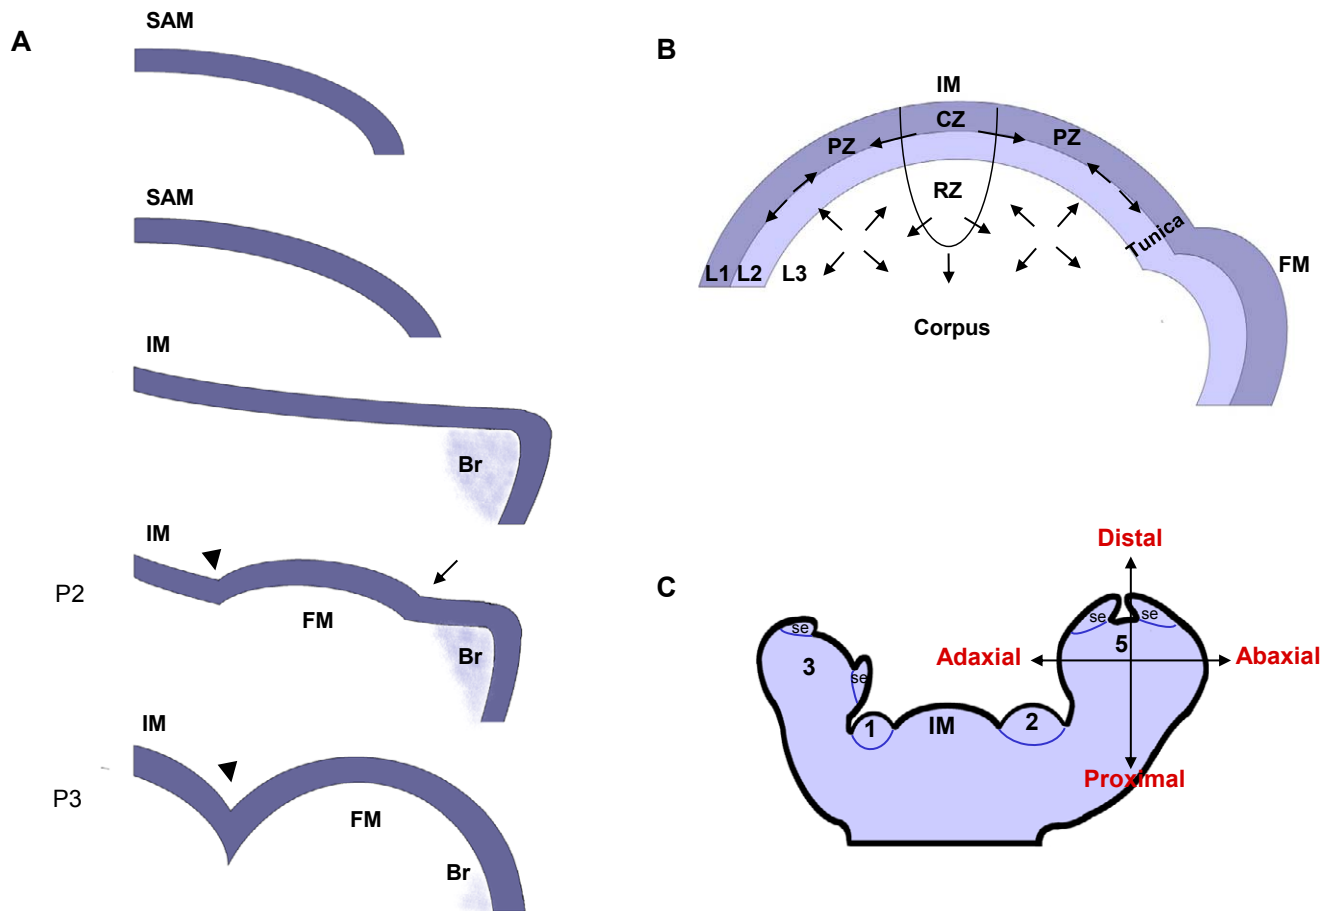 A
SAM
SAM
IM
Br
IM
P2
FM
Br
IM
P3
FM
Br
B
IM
CZ
PZ
PZ
RZ
Tunica
L1 L2 L3
FM
Corpus
C
Distal
se
se
se
5
3
Adaxial
Abaxial
se
1
IM
2
Proximal